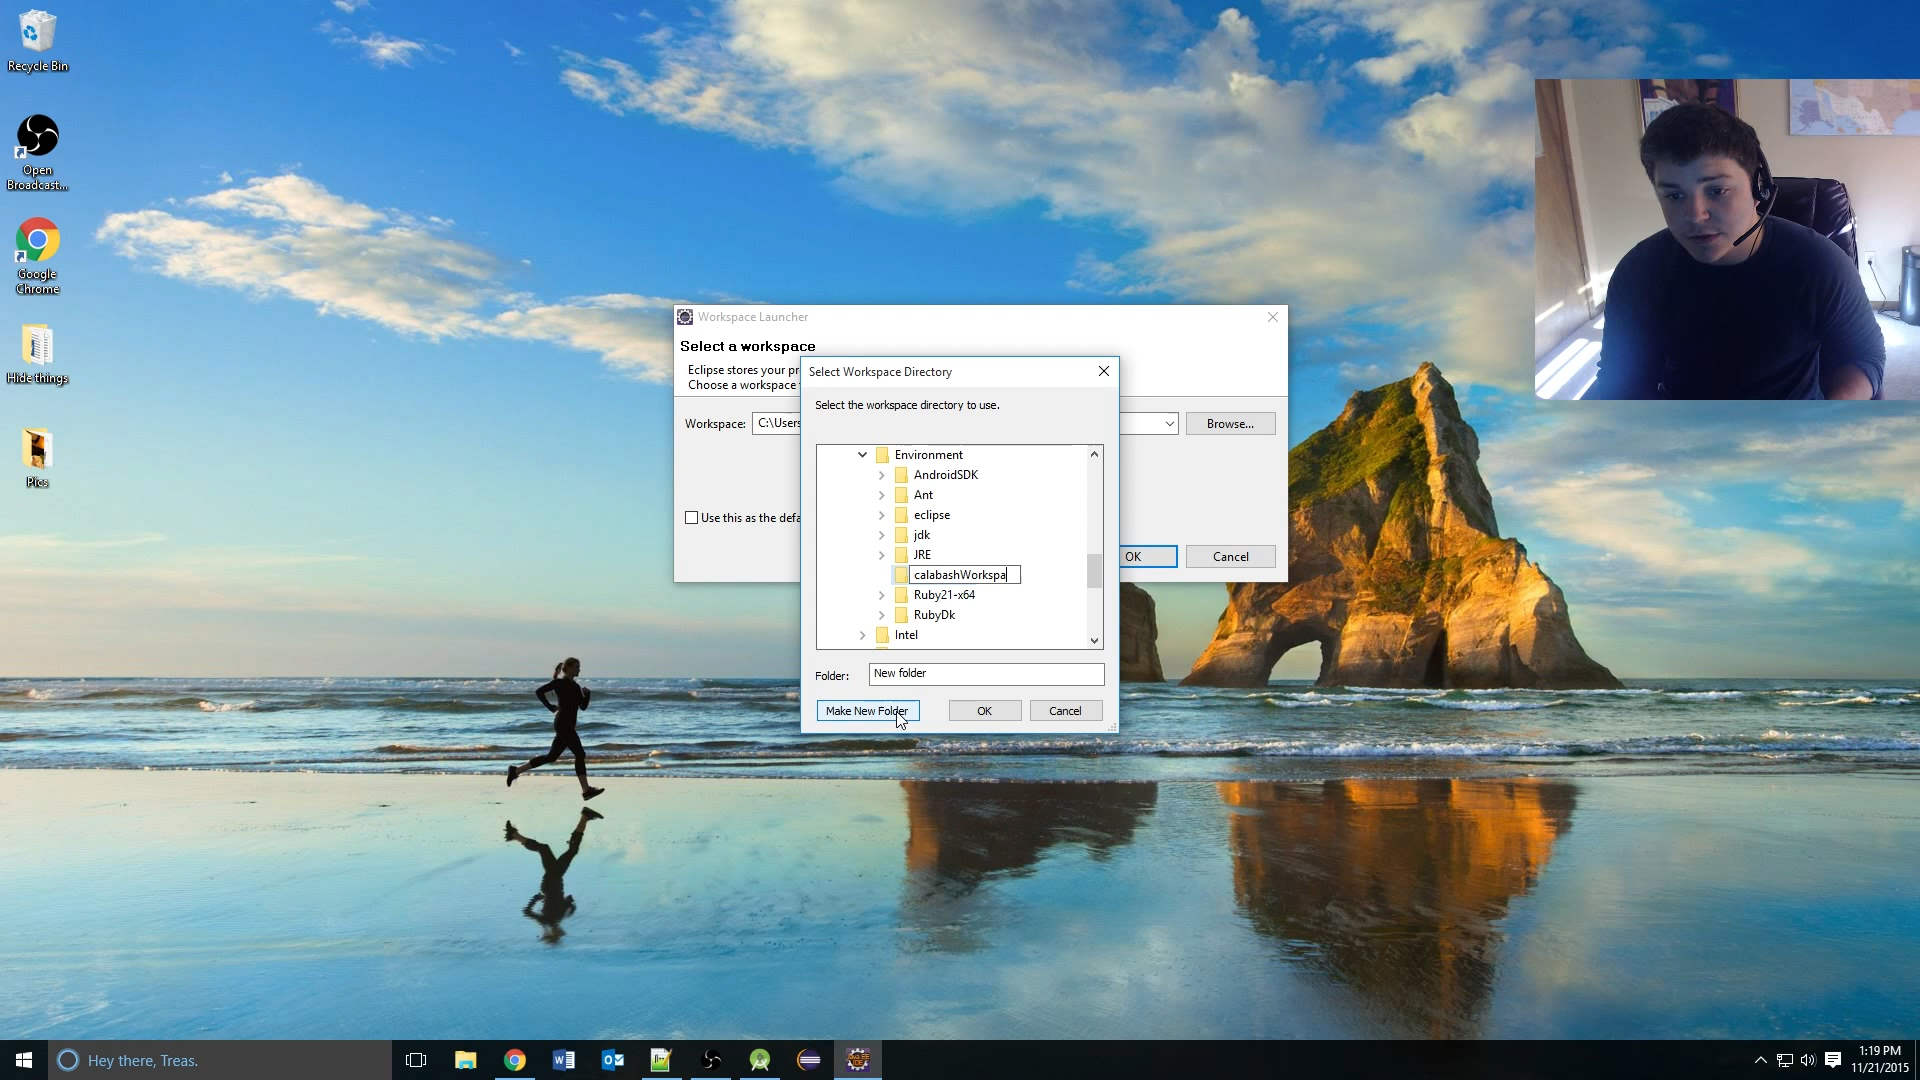 Recycle Bin
Open
Broadcast...
Google
Chrome
Hide things
Pics
Workspace Launcher
Select a workspace
Eclipse stores your pr
Choose a workspace
Workspace:
C:\Users
Browse...
Use this as the defa
OK
Cancel
Select Workspace Directory
Select the workspace directory to use.
Environment
AndroidSDK
Ant
eclipse
jdk
JRE
calabashWorkspa
Ruby21-x64
RubyDk
Intel
Folder:
New folder
Make New Folder
OK
Cancel
Hey there, Treas.
1:19 PM
11/21/2015